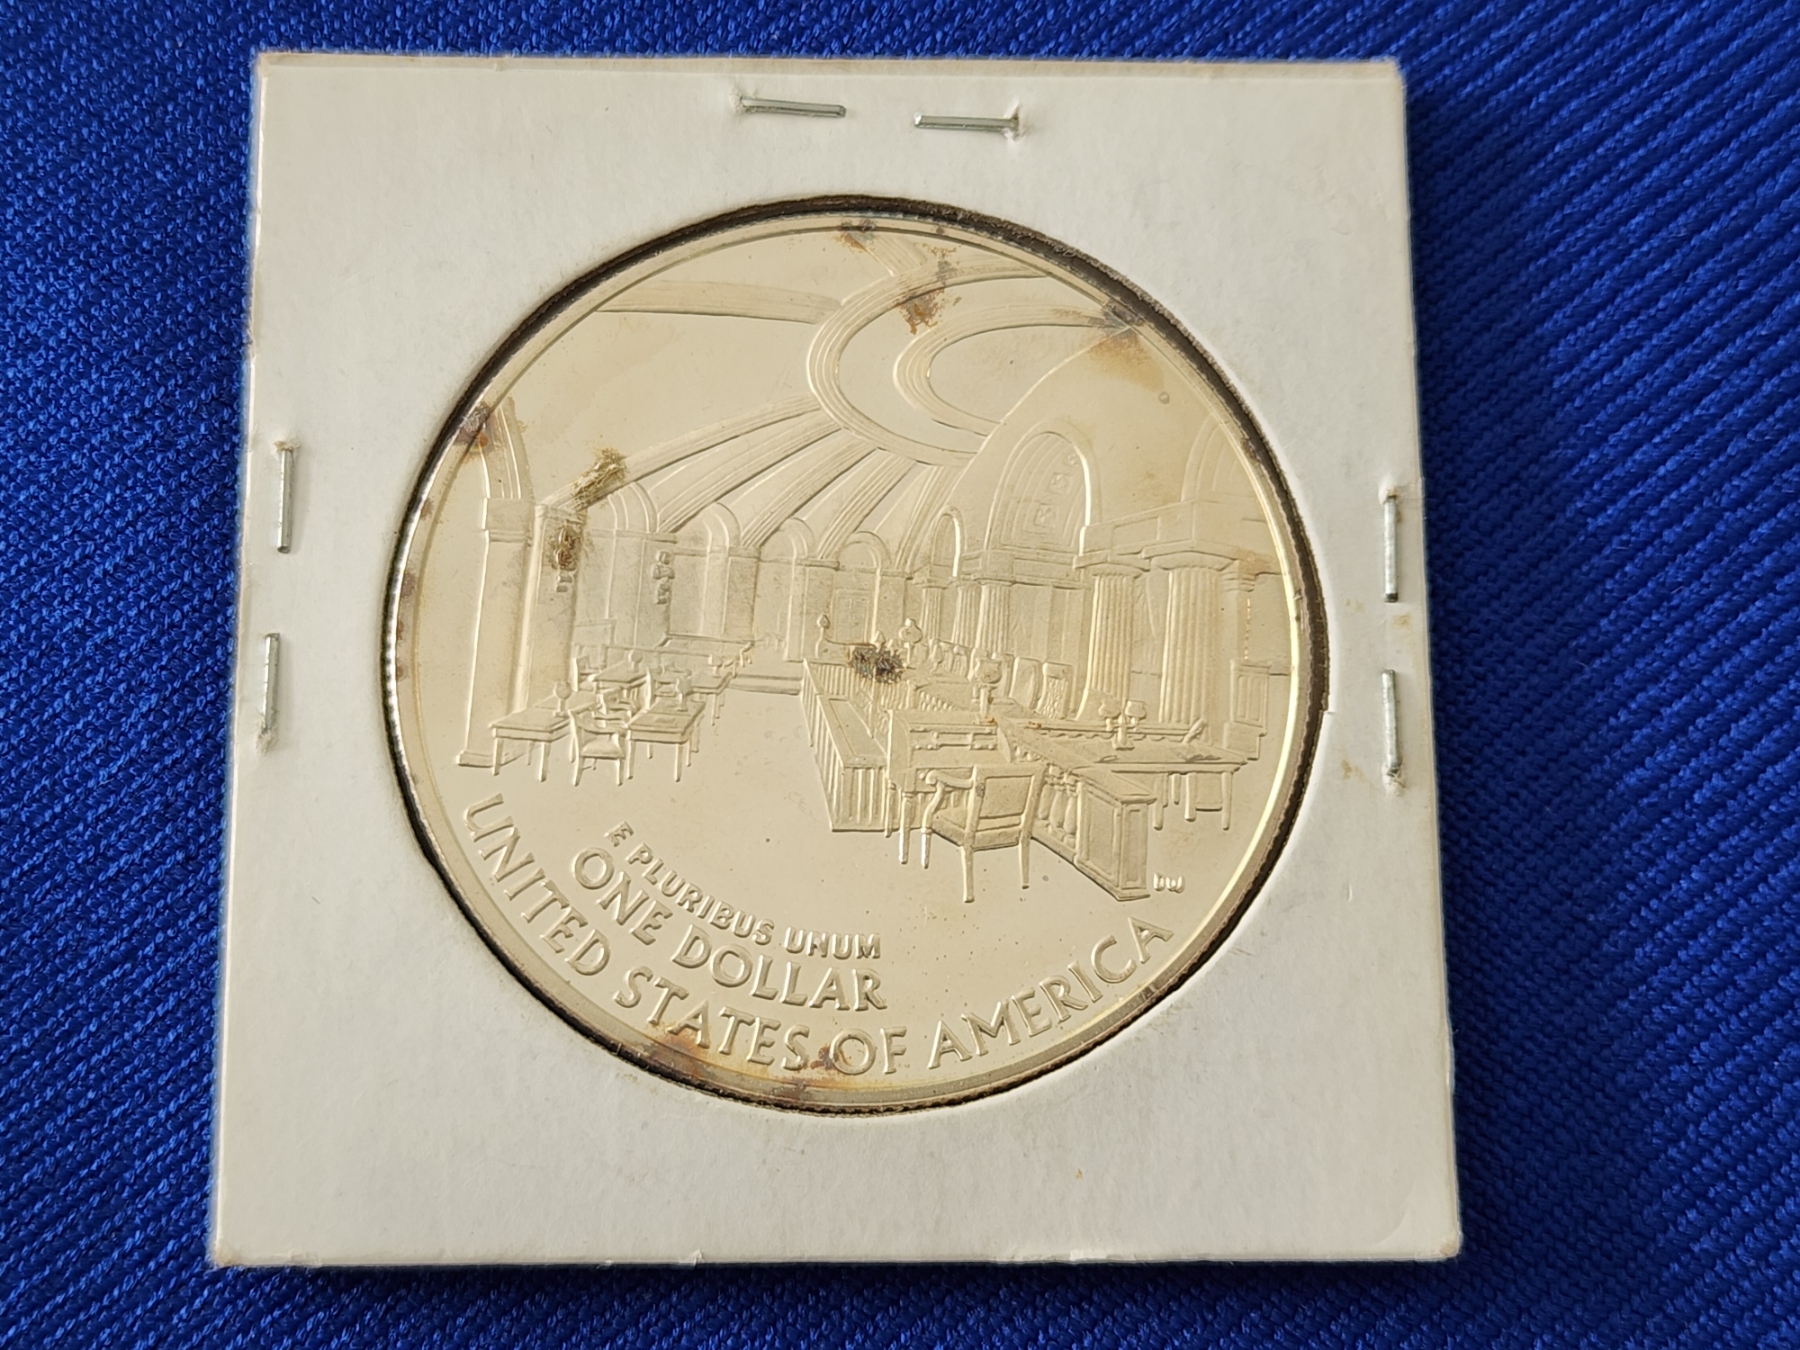 E PLURIBUS UNUM
ONE DOLLAR
UNITED STATES OF AMERICA